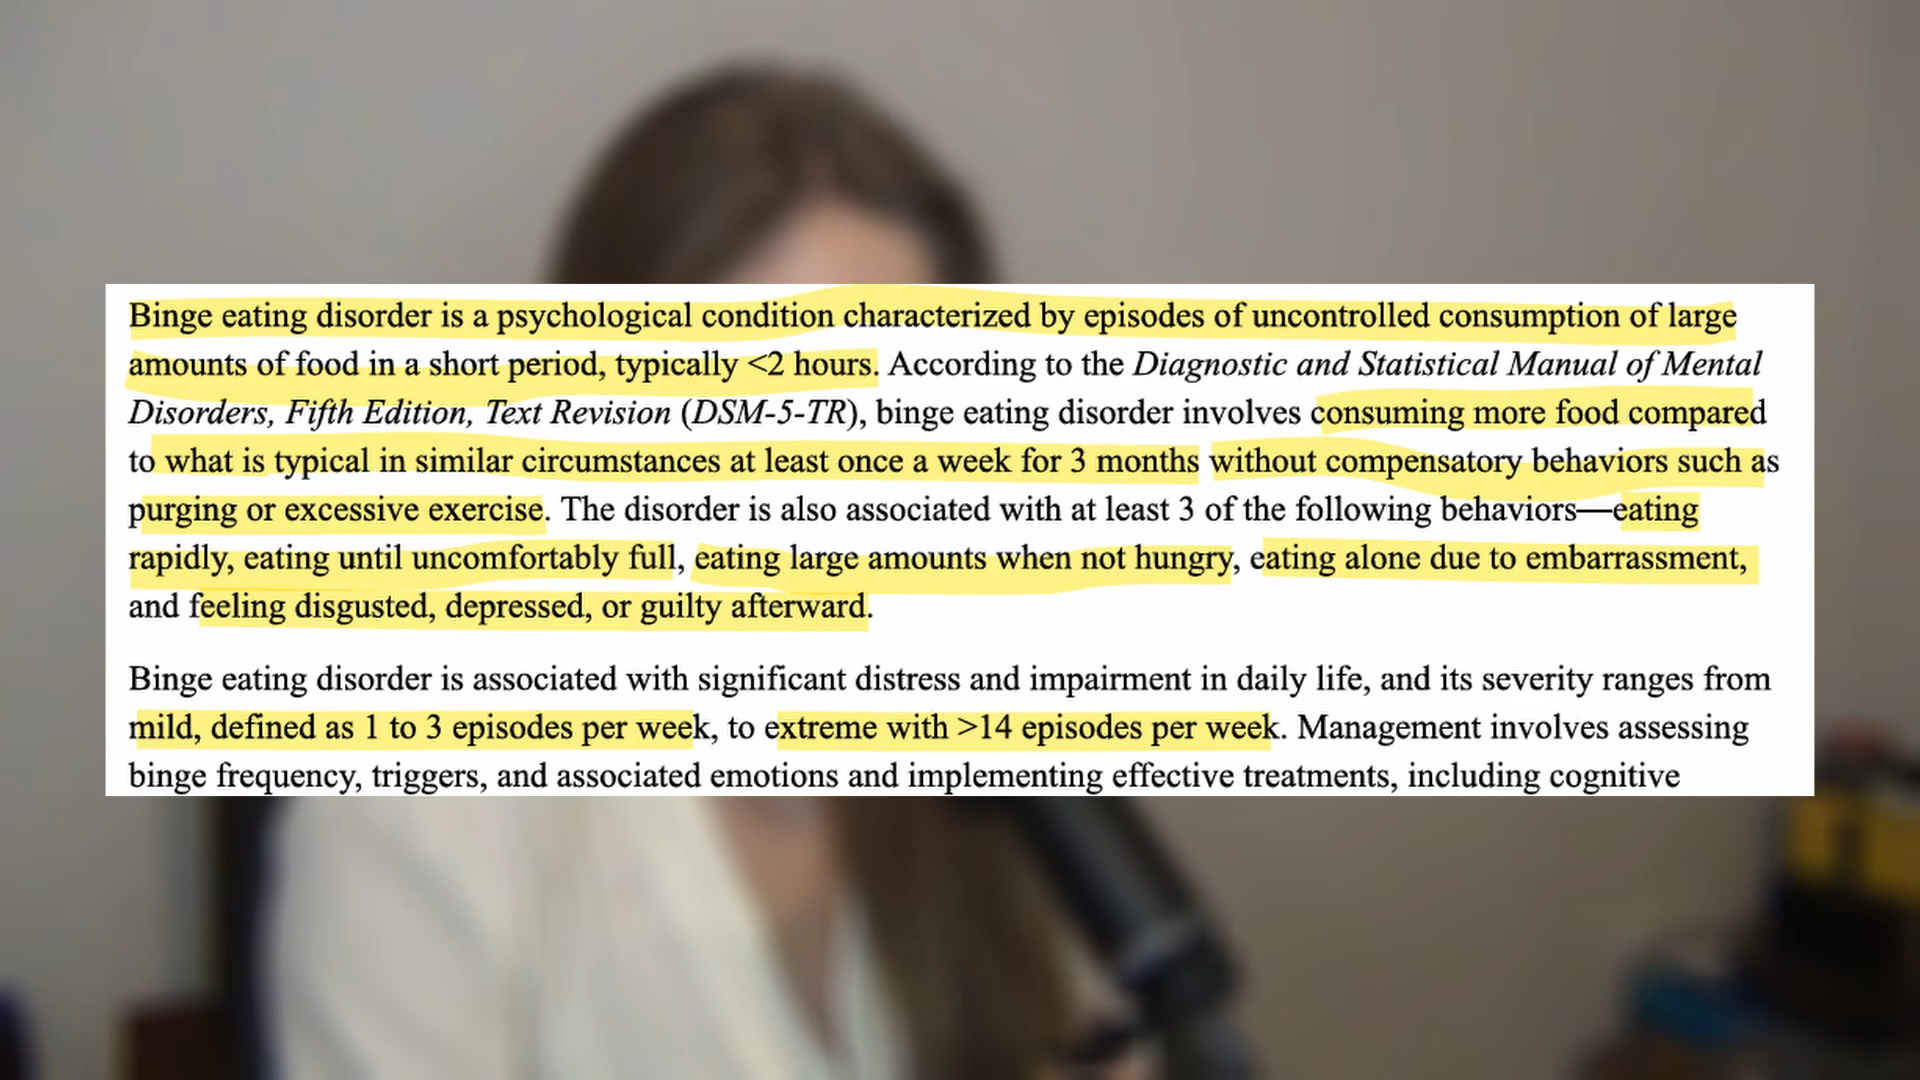 Binge eating disorder is a psychological condition characterized by episodes of uncontrolled consumption of large
amounts of food in a short period, typically <2 hours. According to the Diagnostic and Statistical Manual of Mental
Disorders, Fifth Edition, Text Revision (DSM-5-TR), binge eating disorder involves consuming more food compared
to what is typical in similar circumstances at least once a week for 3 months without compensatory behaviors such as
purging or excessive exercise. The disorder is also associated with at least 3 of the following behaviors—eating
rapidly, eating until uncomfortably full, eating large amounts when not hungry, eating alone due to embarrassment,
and feeling disgusted, depressed, or guilty afterward.
Binge eating disorder is associated with significant distress and impairment in daily life, and its severity ranges from
mild, defined as 1 to 3 episodes per week, to extreme with >14 episodes per week. Management involves assessing
binge frequency, triggers, and associated emotions and implementing effective treatments, including cognitive